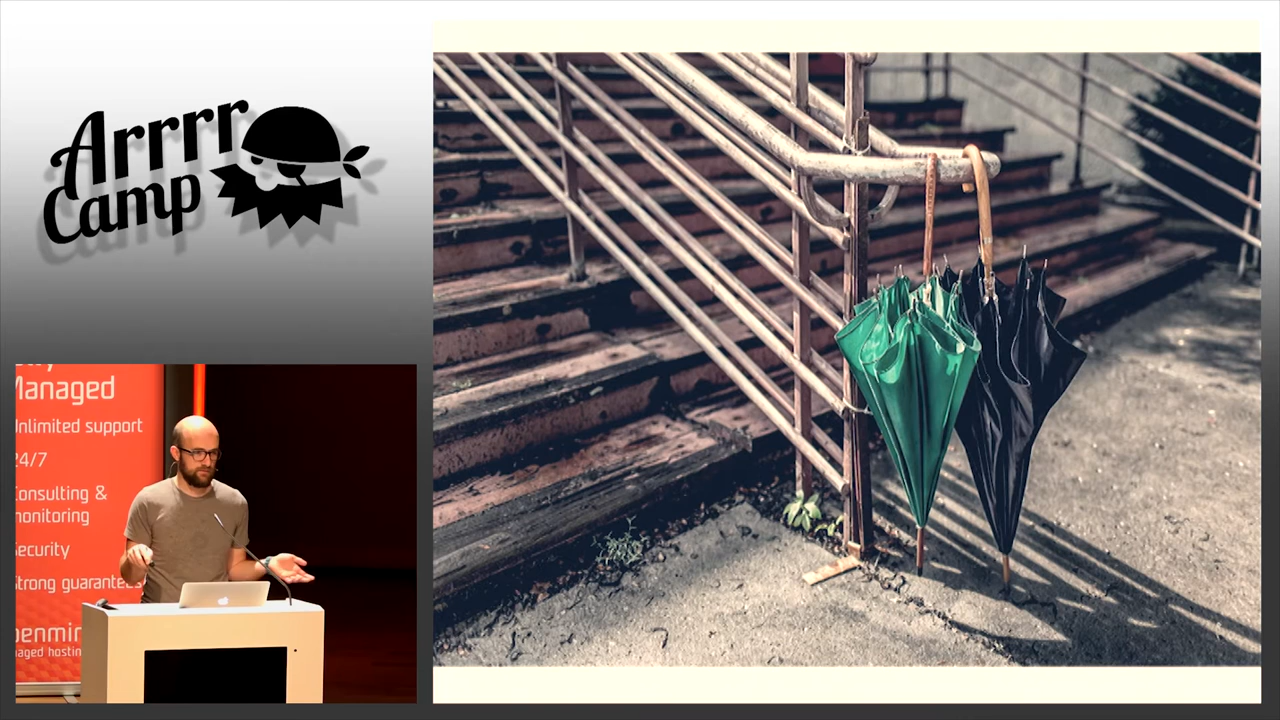 Arrrr
Camp
Managed
Unlimited support
24/7
Consulting &
monitoring
Security
Strong guarantees